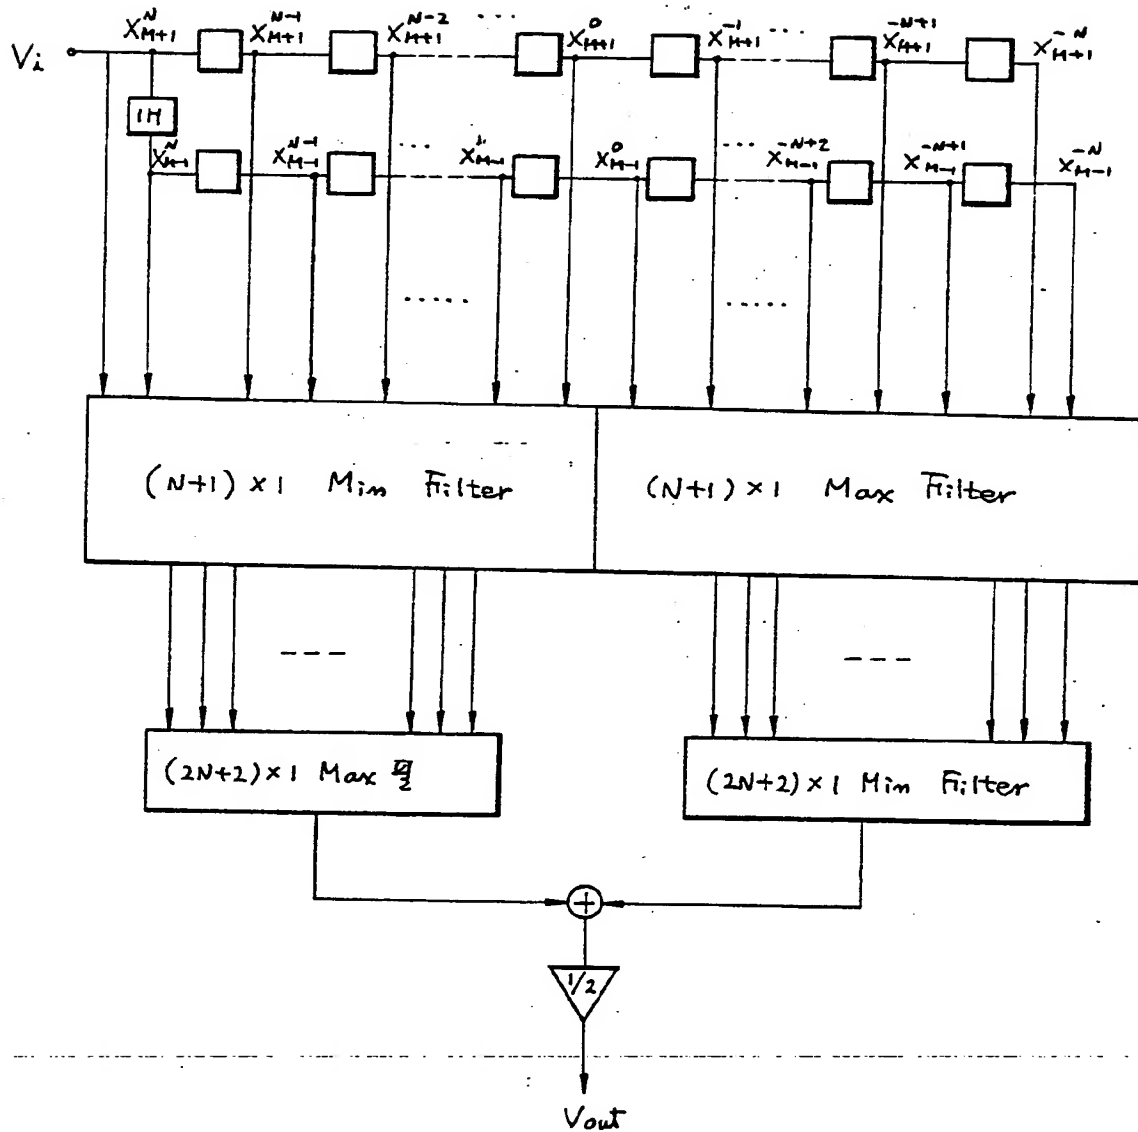 Vi
X^N_{M+1} X^{N-1}_{M+1} X^{N-2}_{M+1} ... X^0_{M+1} X^{-1}_{M+1} ... X^{-N+1}_{M+1} X^{-N}_{M+1}
1H
X^N_{M-1} X^{N-1}_{M-1} ... X^1_{M-1} X^0_{M-1} ... X^{-N+2}_{M-1} X^{-N+1}_{M-1} X^{-N}_{M-1}
..... .....
(N+1) × 1 Min Filter
(N+1) × 1 Max Filter
(2N+2) × 1 Max
(2N+2) × 1 Min Filter
+
1/2
Vout